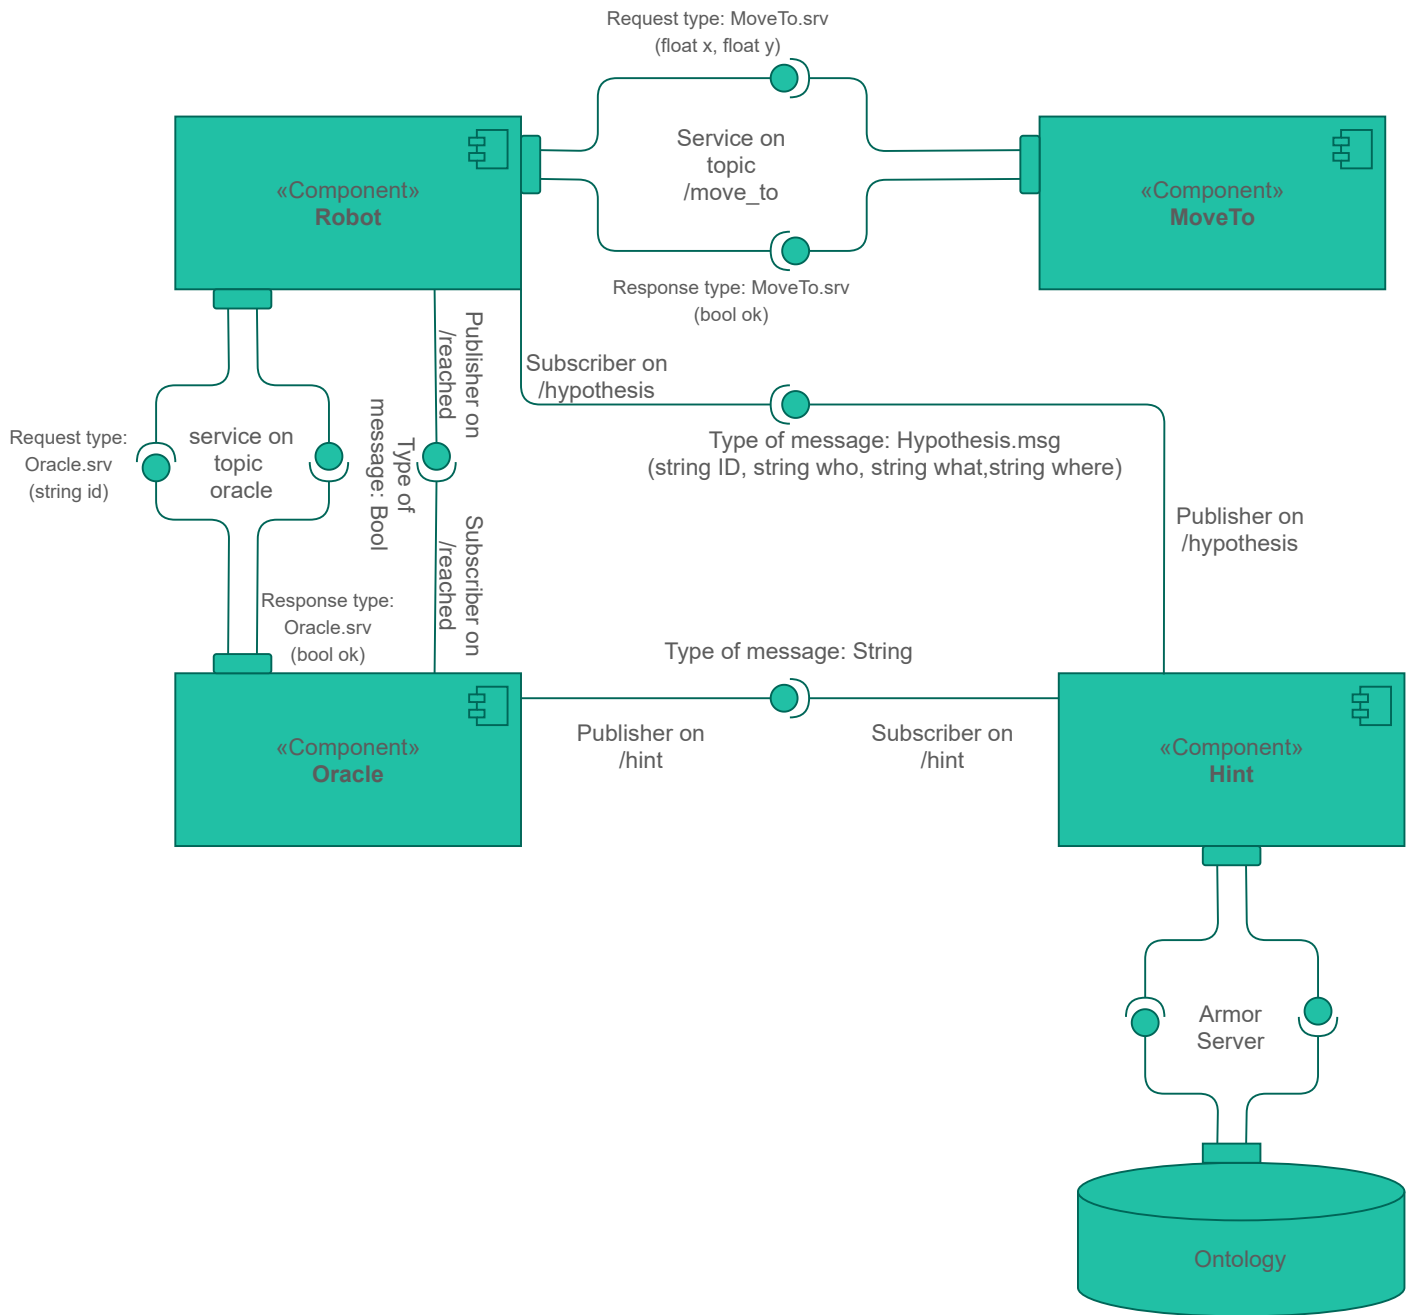 Request type: MoveTo.srv
(float x, float y)
«Component»
Robot
Service on
topic
/move_to
«Component»
MoveTo
Response type: MoveTo.srv
(bool ok)
Publisher on
/reached
Subscriber on
/hypothesis
Type of
message: Bool
Request type:
Oracle.srv
(string id)
service on
topic
oracle
Type of message: Hypothesis.msg
(string ID, string who, string what,string where)
Subscriber on
/reached
Publisher on
/hypothesis
Response type:
Oracle.srv
(bool ok)
Type of message: String
«Component»
Oracle
Publisher on
/hint
Subscriber on
/hint
«Component»
Hint
Armor
Server
Ontology